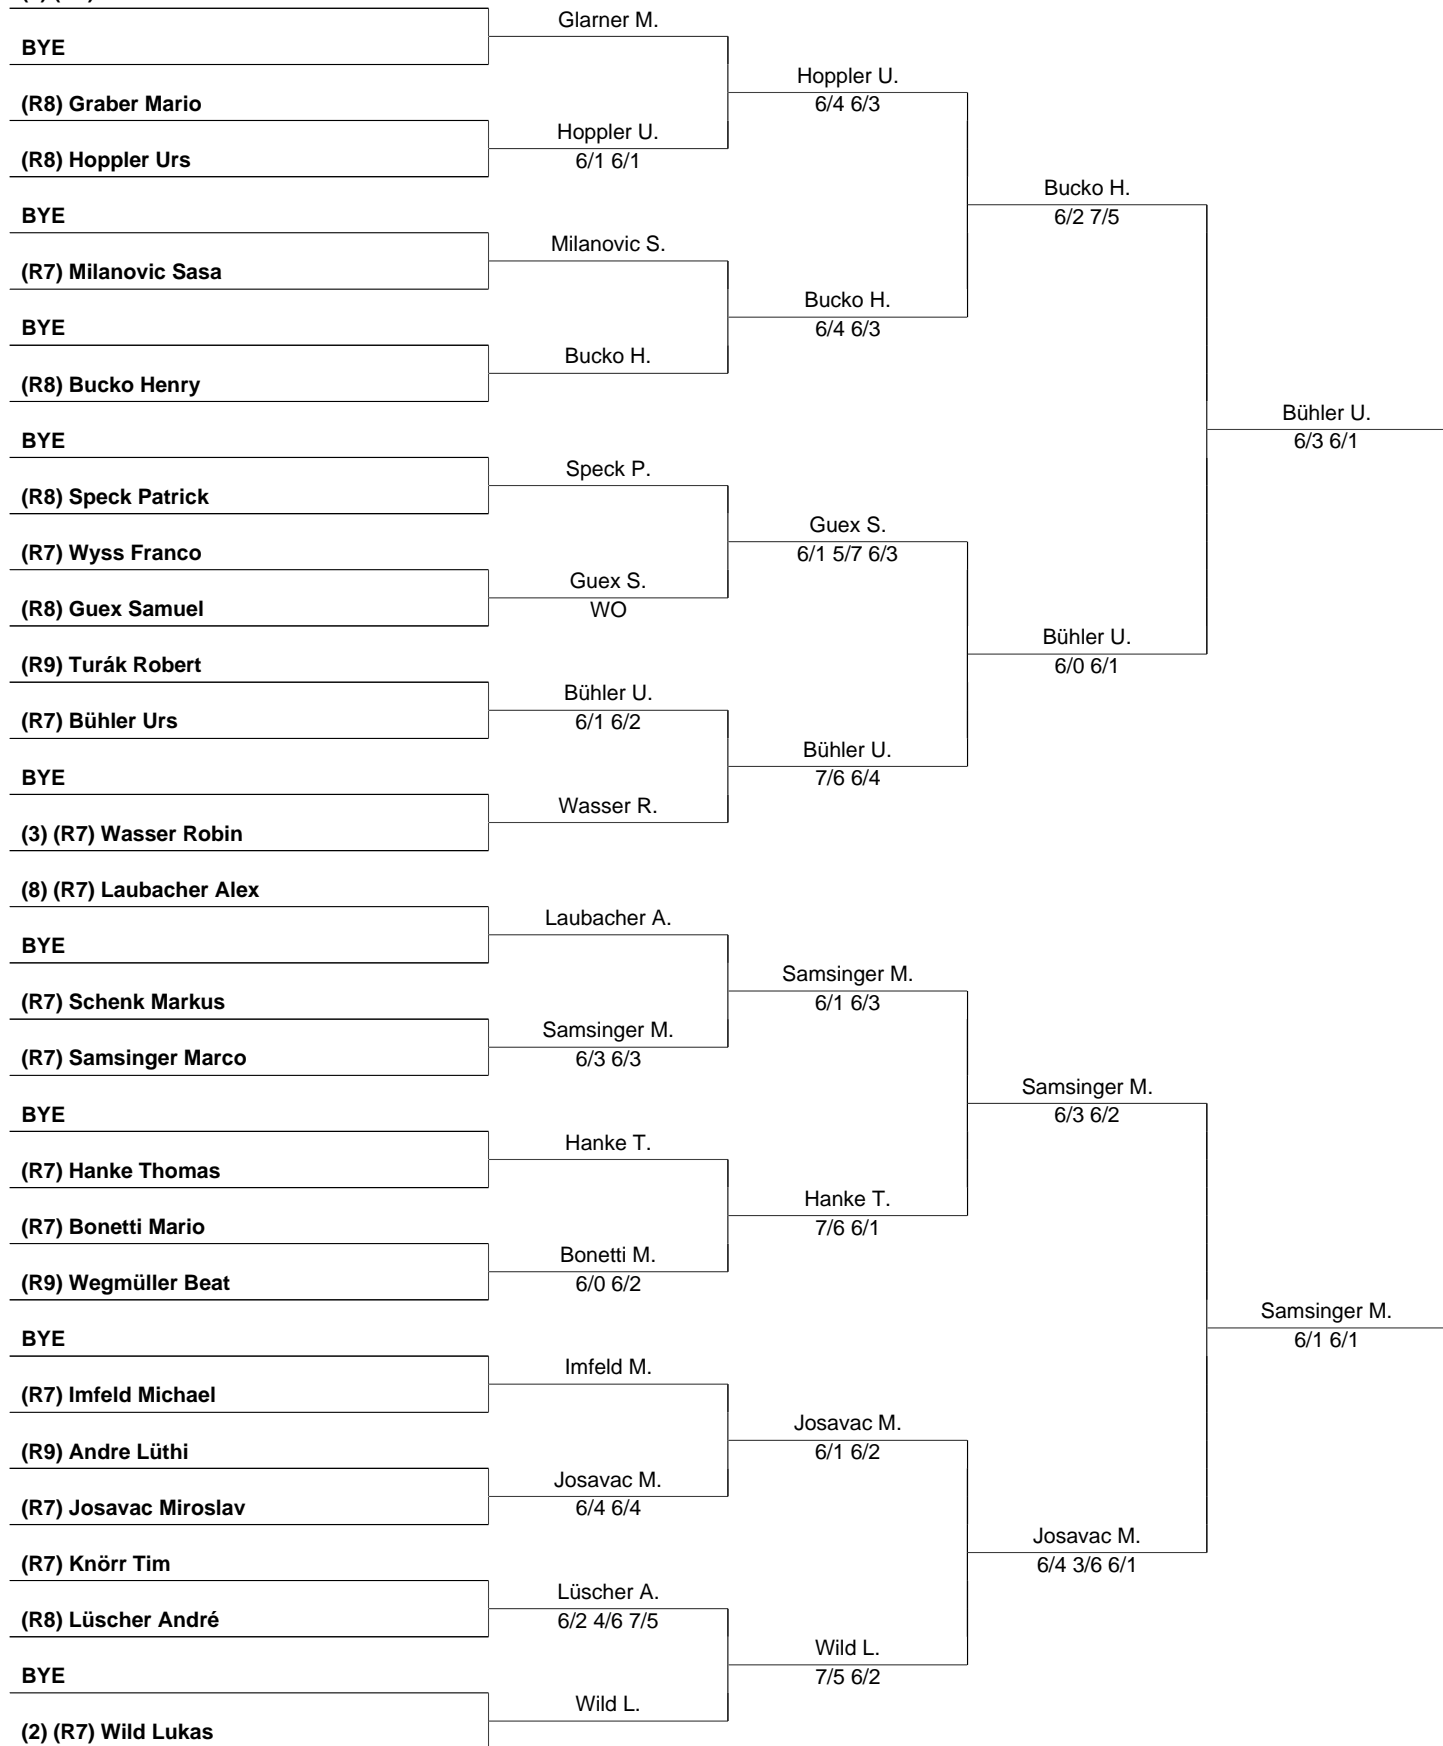 BYE
(R8) Graber Mario
(R8) Hoppler Urs
BYE
(R7) Milanovic Sasa
BYE
(R8) Bucko Henry
BYE
(R8) Speck Patrick
(R7) Wyss Franco
(R8) Guex Samuel
(R9) Turák Robert
(R7) Bühler Urs
BYE
(3) (R7) Wasser Robin
(8) (R7) Laubacher Alex
BYE
(R7) Schenk Markus
(R7) Samsinger Marco
BYE
(R7) Hanke Thomas
(R7) Bonetti Mario
(R9) Wegmüller Beat
BYE
(R7) Imfeld Michael
(R9) Andre Lüthi
(R7) Josavac Miroslav
(R7) Knörr Tim
(R8) Lüscher André
BYE
(2) (R7) Wild Lukas
Glarner M.
Hoppler U.
6/1 6/1
Milanovic S.
Bucko H.
Speck P.
Guex S.
WO
Bühler U.
6/1 6/2
Wasser R.
Laubacher A.
Samsinger M.
6/3 6/3
Hanke T.
Bonetti M.
6/0 6/2
Imfeld M.
Josavac M.
6/4 6/4
Lüscher A.
6/2 4/6 7/5
Wild L.
Hoppler U.
6/4 6/3
Bucko H.
6/4 6/3
Guex S.
6/1 5/7 6/3
Bühler U.
7/6 6/4
Samsinger M.
6/1 6/3
Hanke T.
7/6 6/1
Josavac M.
6/1 6/2
Wild L.
7/5 6/2
Bucko H.
6/2 7/5
Bühler U.
6/0 6/1
Samsinger M.
6/3 6/2
Josavac M.
6/4 3/6 6/1
Bühler U.
6/3 6/1
Samsinger M.
6/1 6/1